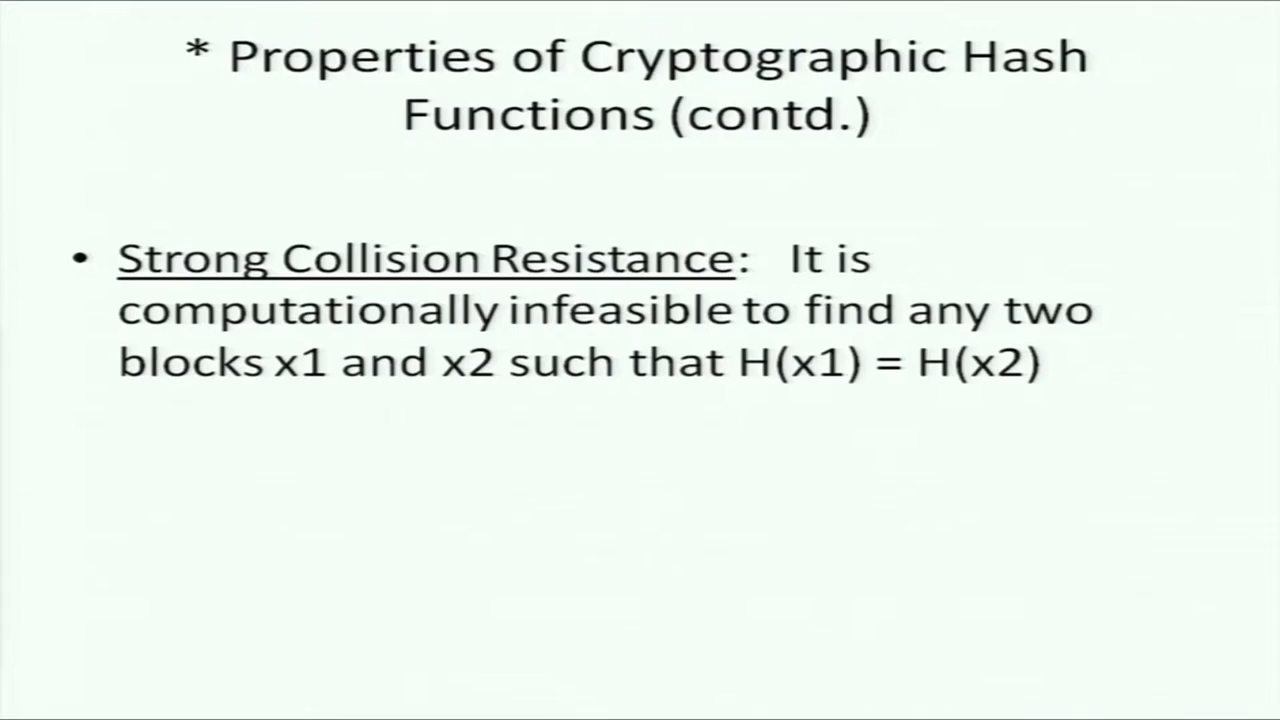 * Properties of Cryptographic Hash
Functions (contd.)
• Strong Collision Resistance: It is
computationally infeasible to find any two
blocks x1 and x2 such that H(x1) = H(x2)